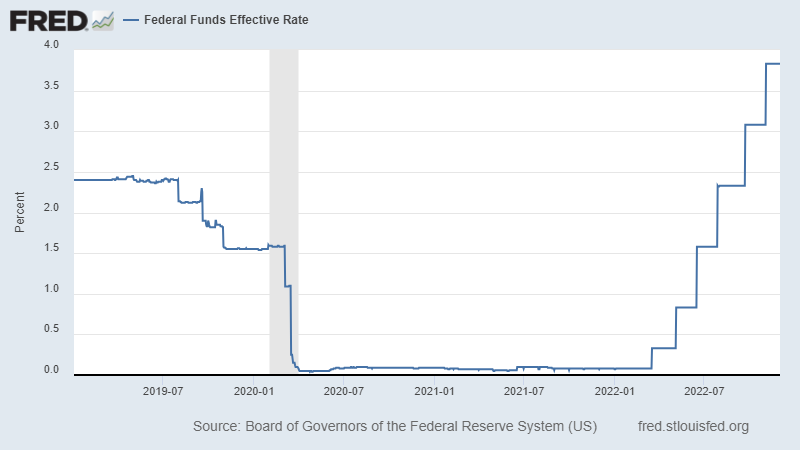 FRED
Federal Funds Effective Rate
4.0
3.5
3.0
2.5
2.0
1.5
1.0
0.5
0.0
Percent
2019-07 2020-01 2020-07 2021-01 2021-07 2022-01 2022-07
Source: Board of Governors of the Federal Reserve System (US) fred.stlouisfed.org